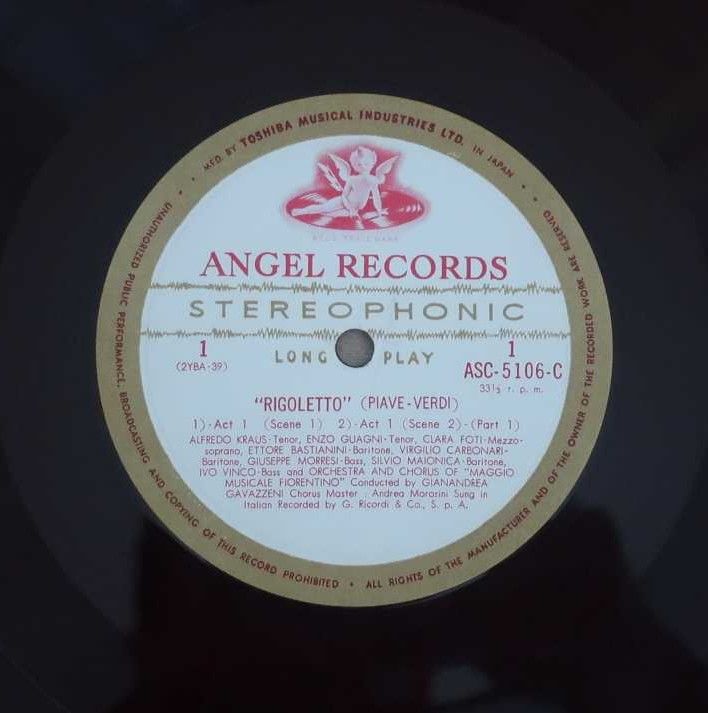 · · MFD. BY TOSHIBA MUSICAL INDUSTRIES LTD. IN JAPAN · ·
ANGEL RECORDS
STEREOPHONIC
LONG PLAY
1
(2YBA-39)
1
ASC-5106-C
33⅓ r. p. m.
“RIGOLETTO” (PIAVE-VERDI)
1)-Act 1 (Scene 1) 2)-Act 1 (Scene 2)-(Part 1)
ALFREDO KRAUS-Tenor, ENZO GUAGNI-Tenor, CLARA FOTI-Mezzo-
soprano, ETTORE BASTIANINI-Baritone, VIRGILIO CARBONARI-
Baritone, GIUSEPPE MORRESI-Bass, SILVIO MAIONICA-Baritone,
IVO VINCO-Bass and ORCHESTRA AND CHORUS OF “MAGGIO
MUSICALE FIORENTINO” Conducted by GIANANDREA
GAVAZZENI Chorus Master : Andrea Morosini Sung in
Italian Recorded by G. Ricordi & Co., S. p. A.
UNAUTHORIZED PUBLIC PERFORMANCE, BROADCASTING AND COPYING OF THIS RECORD PROHIBITED • ALL RIGHTS OF THE MANUFACTURER AND OF THE OWNER OF THE RECORDED WORK ARE RESERVED